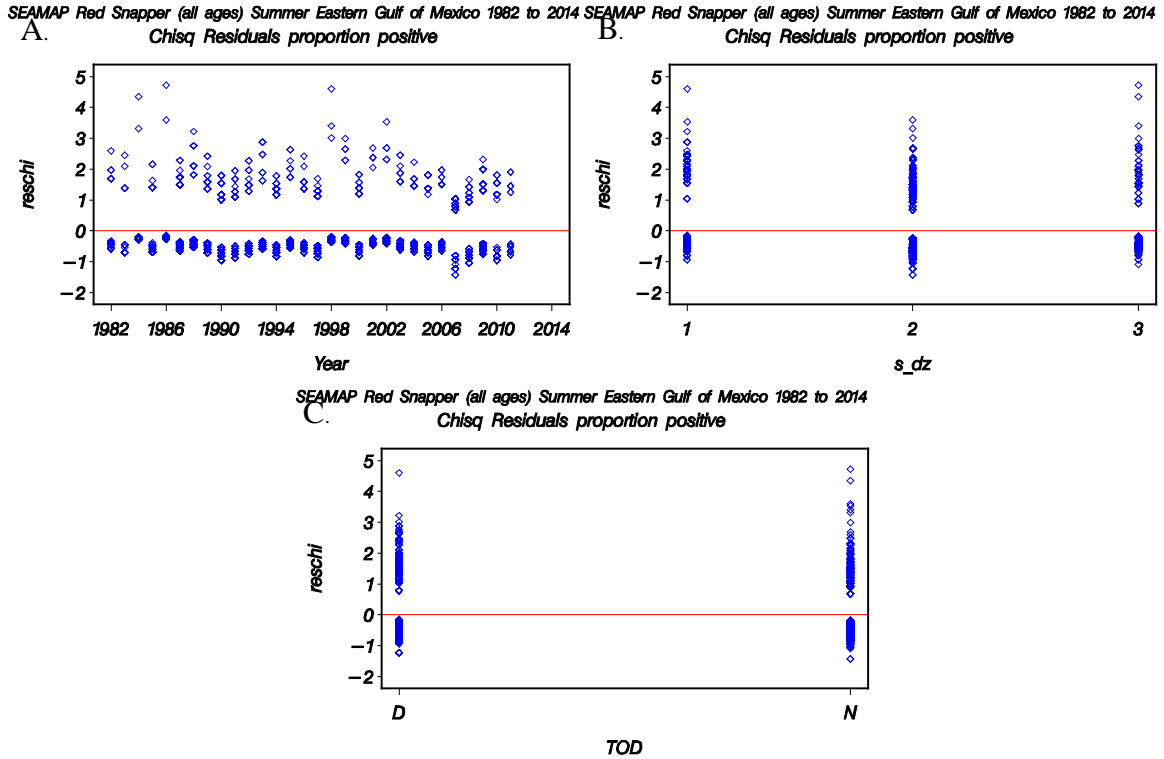 SEAMAP Red Snapper (all ages) Summer Eastern Gulf of Mexico 1982 to 2014
A.
Chisq Residuals proportion positive
5
4
3
2
1
0
−1
−2
reschi
1982 1986 1990 1994 1998 2002 2006 2010 2014
Year
SEAMAP Red Snapper (all ages) Summer Eastern Gulf of Mexico 1982 to 2014
B.
Chisq Residuals proportion positive
5
4
3
2
1
0
−1
−2
reschi
1 2 3
s_dz
SEAMAP Red Snapper (all ages) Summer Eastern Gulf of Mexico 1982 to 2014
C.
Chisq Residuals proportion positive
5
4
3
2
1
0
−1
−2
reschi
D N
TOD